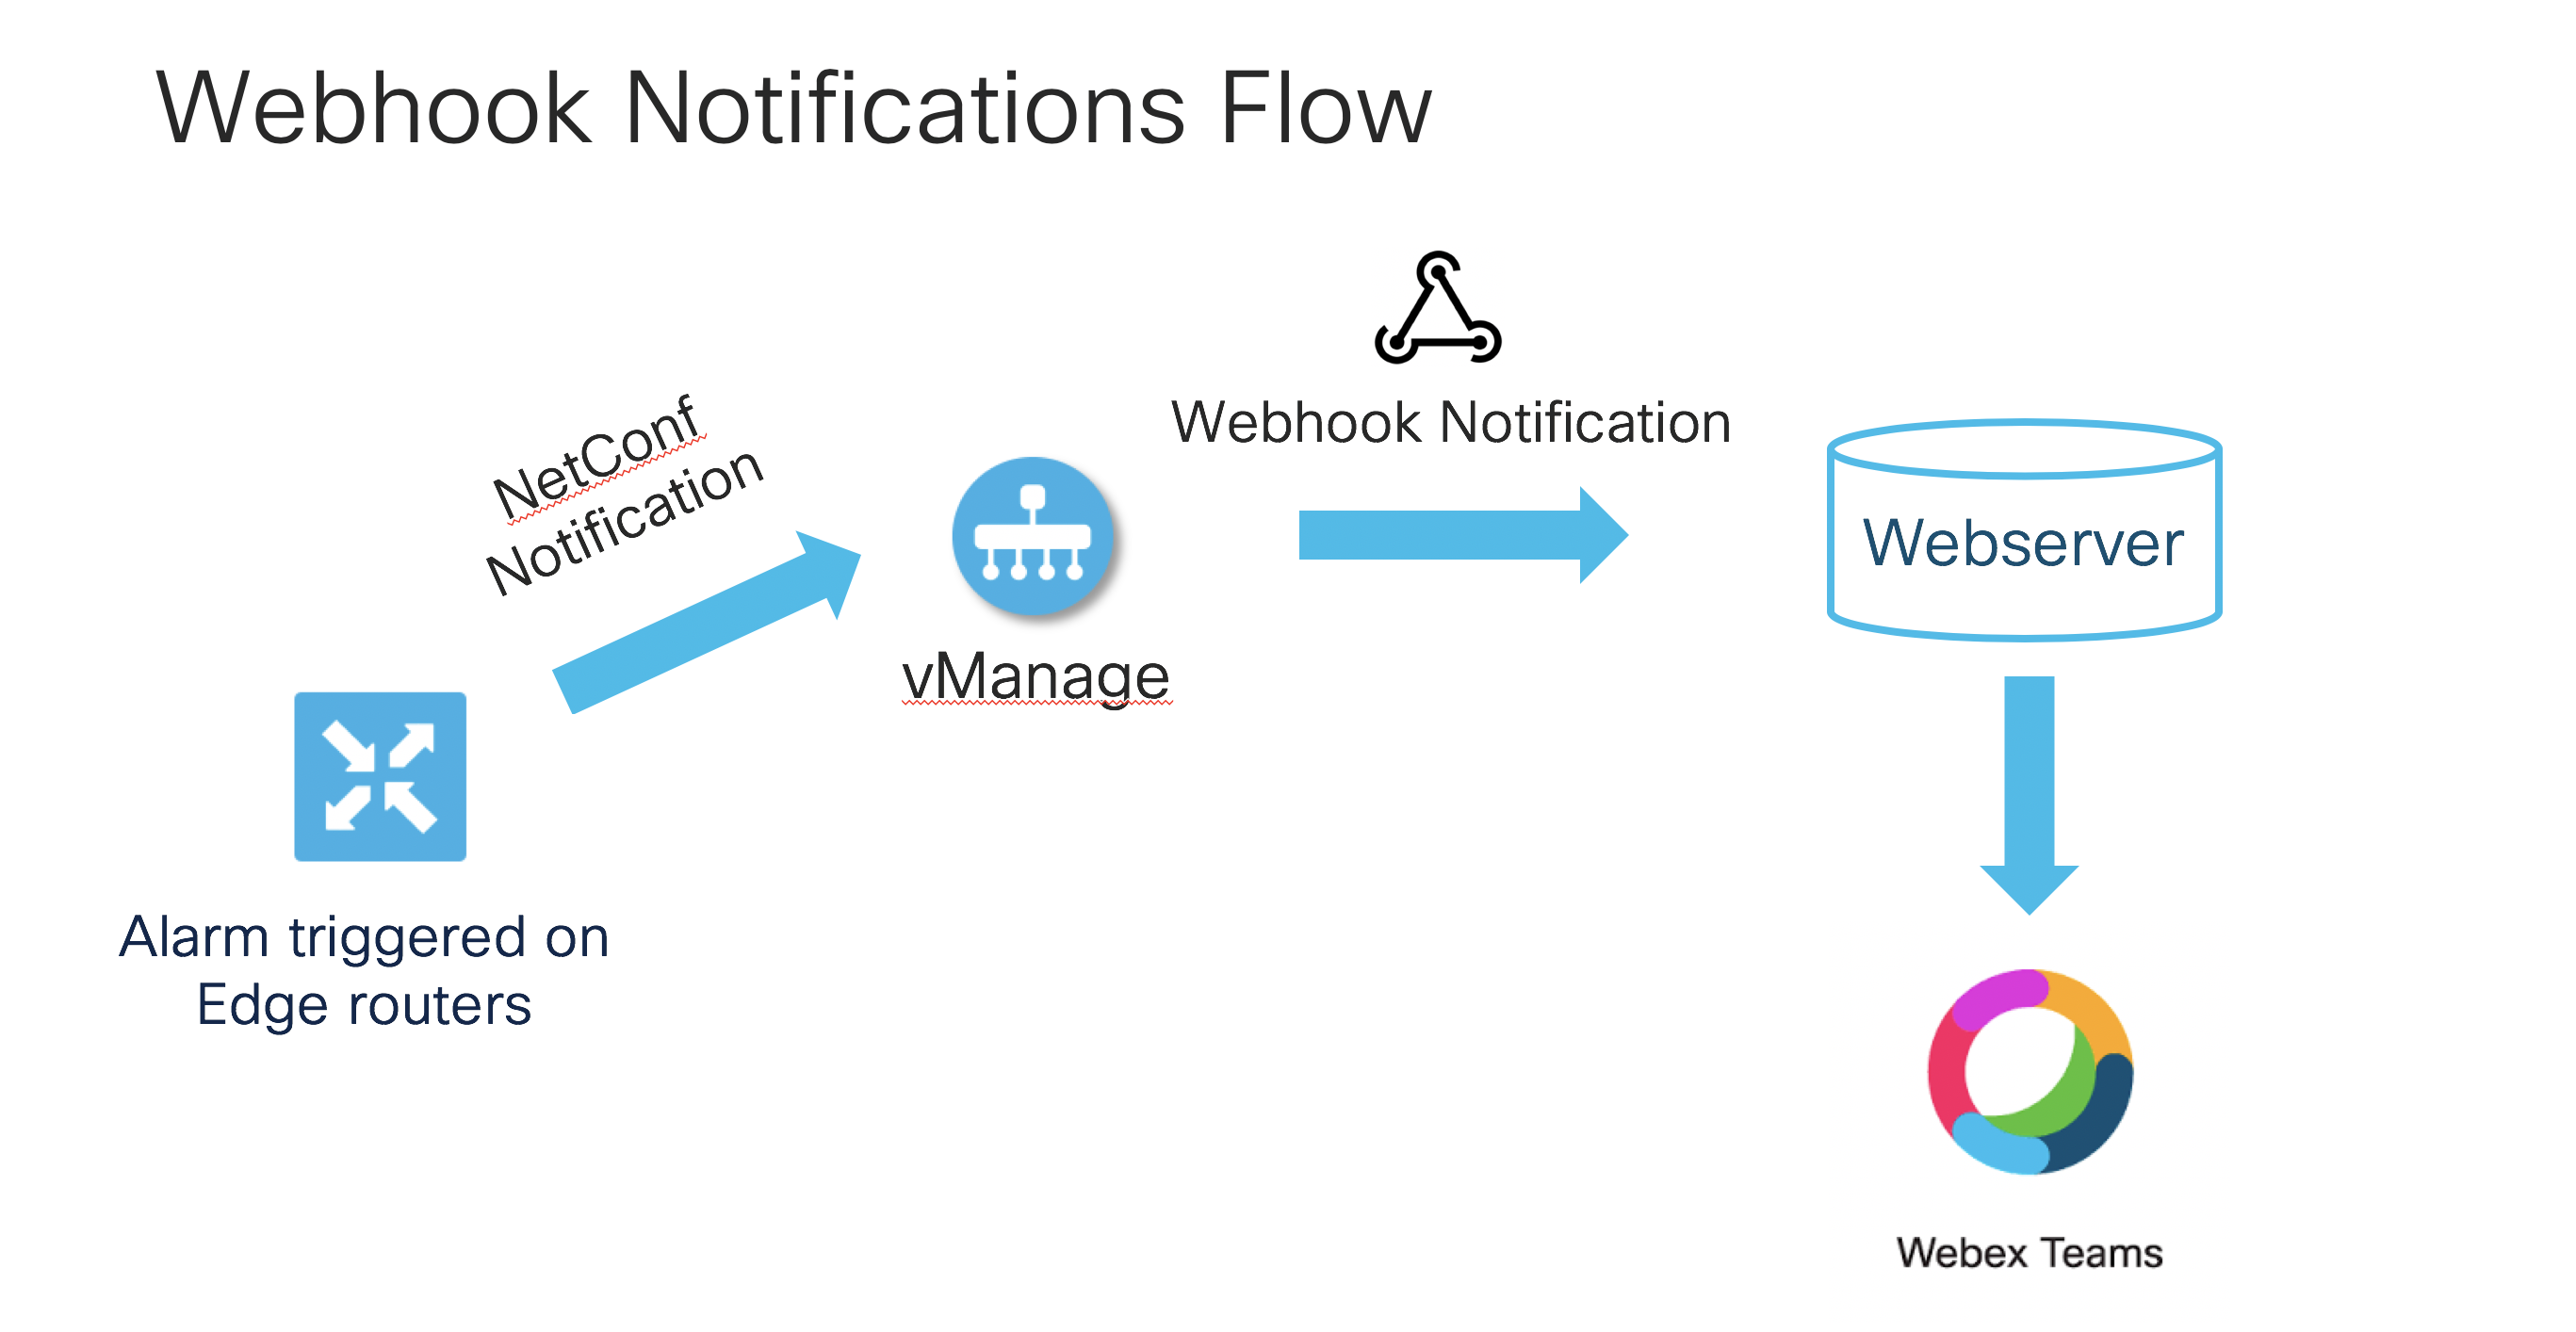 Webhook Notifications Flow
NetConf
Notification
Webhook Notification
vManage
Webserver
Alarm triggered on
Edge routers
Webex Teams